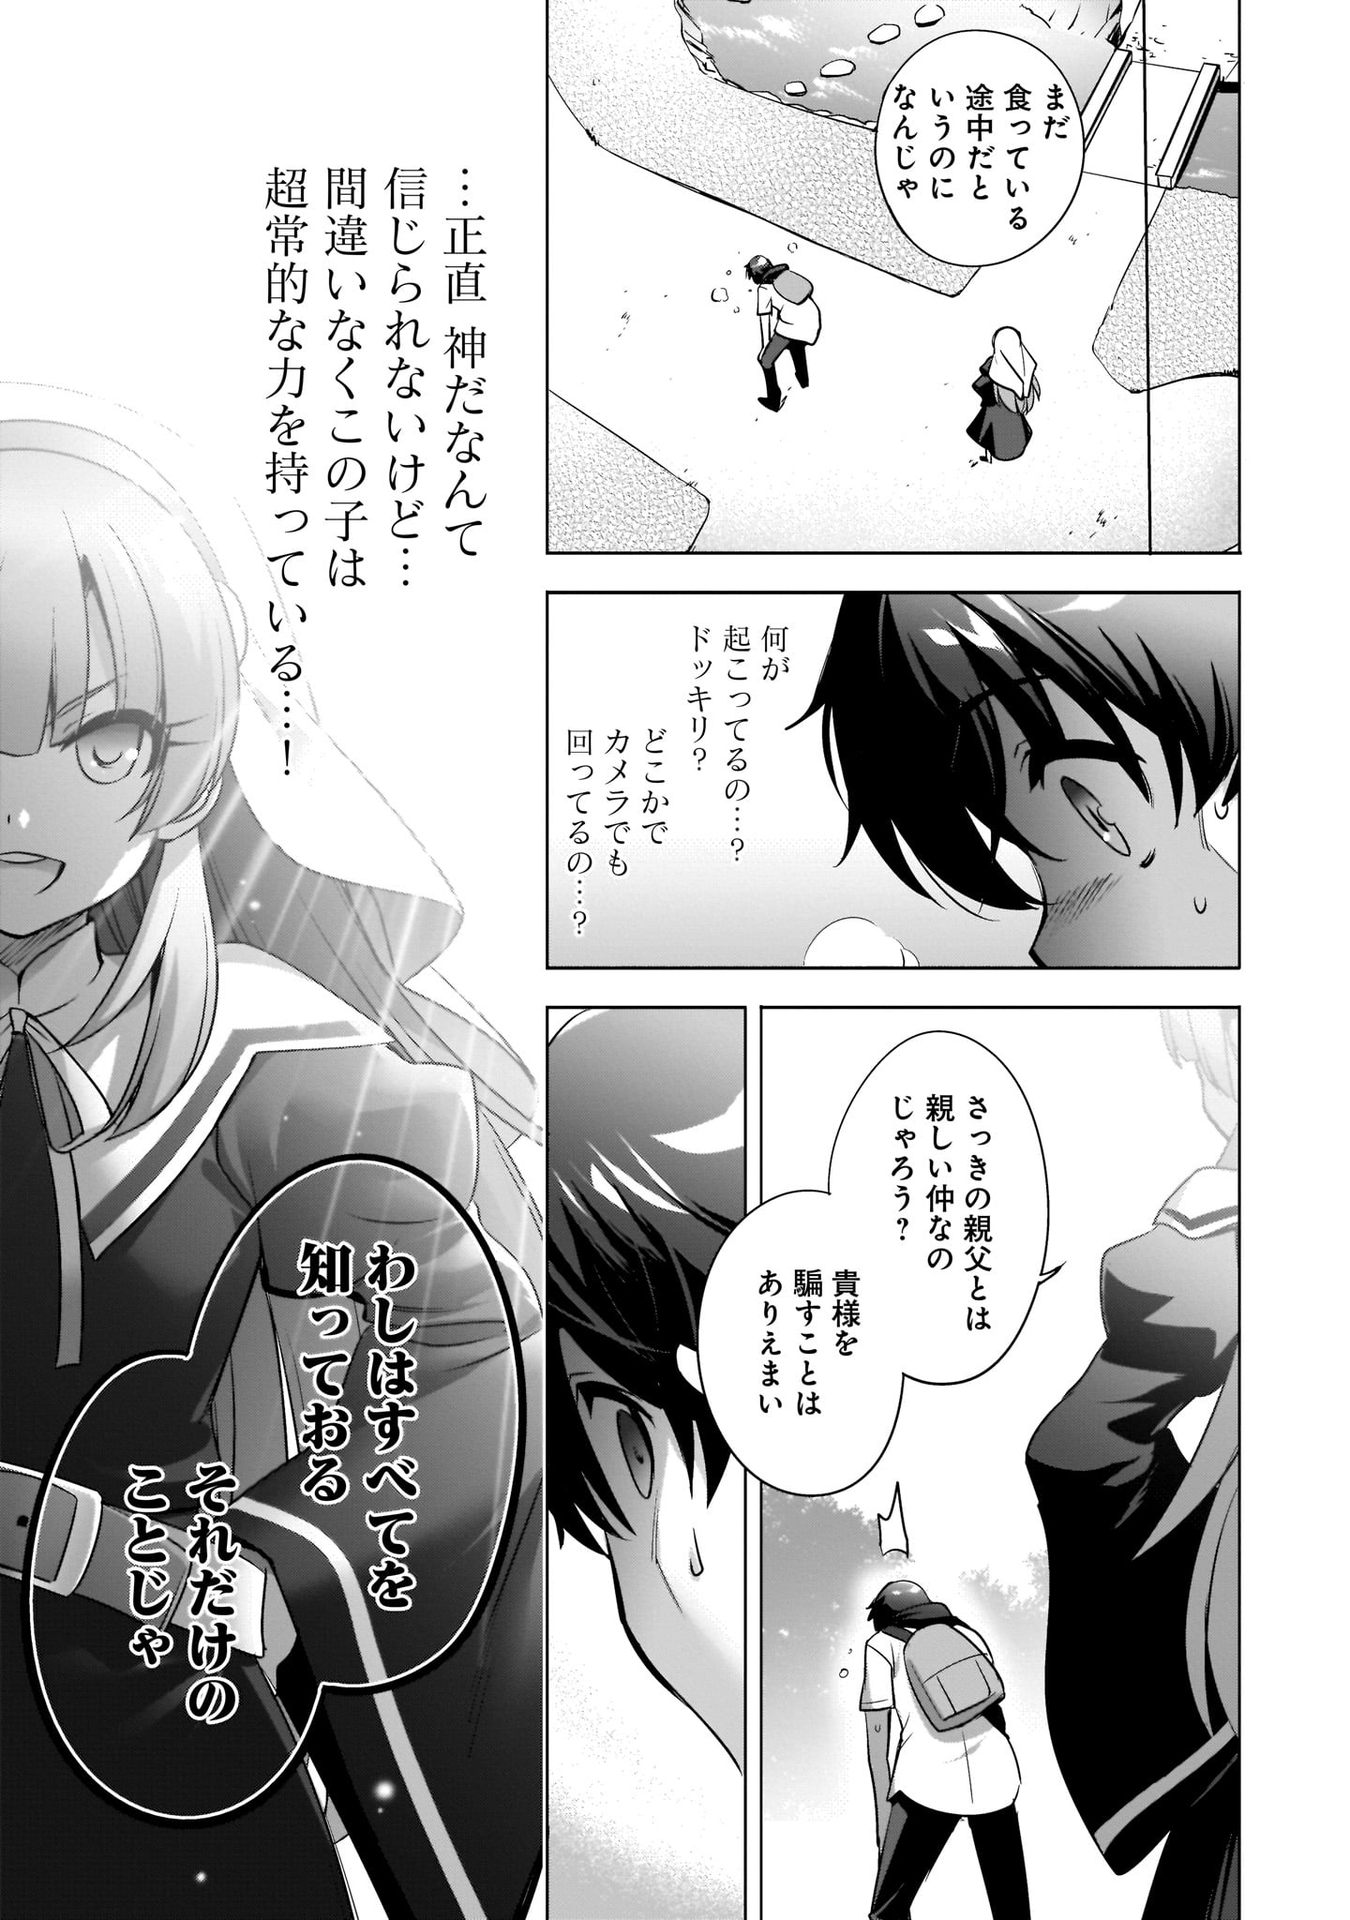 まだ
食っている
途中だと
いうのに
なんじゃ
何が
起こってるの…?
ドッキリ?
どこかで
カメラでも
回ってるの…?
さっきの親父とは
親しい仲なの
じゃろう?
貴様を
騙すことは
ありえまい
…正直 神だなんて
信じられないけど…
間違いなくこの子は
超常的な力を持っている…!
わしはすべてを
知っておる
それだけの
ことじゃ